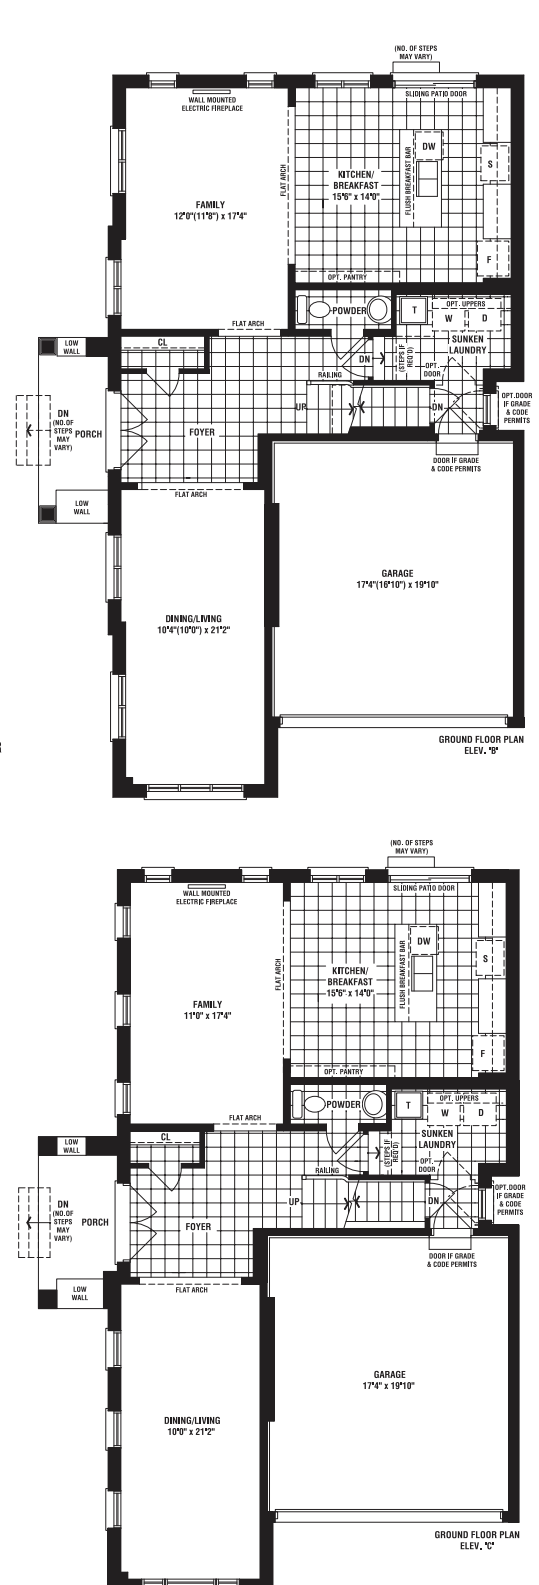 (NO. OF STEPS
MAY VARY)
SLIDING PATIO DOOR
WALL MOUNTED
ELECTRIC FIREPLACE
DW
S
FLAT ARCH
KITCHEN/
BREAKFAST
15'6" x 14'0"
FLUSH BREAKFAST BAR
FAMILY
12'0"(11'8") x 17'4"
F
OPT. PANTRY
OPT. UPPERS
POWDER
T
W
D
FLAT ARCH
SUNKEN
LAUNDRY
LOW
WALL
CL
DN
(STEPS IF
REQ'D)
OPT.
DOOR
RAILING
DN
(NO. OF
STEPS
MAY
VARY)
PORCH
UP
DN
OPT.DOOR
IF GRADE
& CODE
PERMITS
FOYER
DOOR IF GRADE
& CODE PERMITS
FLAT ARCH
LOW
WALL
GARAGE
17'4"(16'10") x 19'10"
DINING/LIVING
10'4"(10'0") x 21'2"
GROUND FLOOR PLAN
ELEV. "B"
(NO. OF STEPS
MAY VARY)
SLIDING PATIO DOOR
WALL MOUNTED
ELECTRIC FIREPLACE
DW
S
FLAT ARCH
KITCHEN/
BREAKFAST
15'6" x 14'0"
FLUSH BREAKFAST BAR
FAMILY
11'0" x 17'4"
F
OPT. PANTRY
OPT. UPPERS
POWDER
T
W
D
FLAT ARCH
SUNKEN
LAUNDRY
LOW
WALL
CL
(STEPS IF
REQ'D)
OPT.
DOOR
RAILING
DN
(NO. OF
STEPS
MAY
VARY)
PORCH
UP
DN
OPT.DOOR
IF GRADE
& CODE
PERMITS
FOYER
DOOR IF GRADE
& CODE PERMITS
FLAT ARCH
LOW
WALL
GARAGE
17'4" x 19'10"
DINING/LIVING
10'0" x 21'2"
GROUND FLOOR PLAN
ELEV. "C"